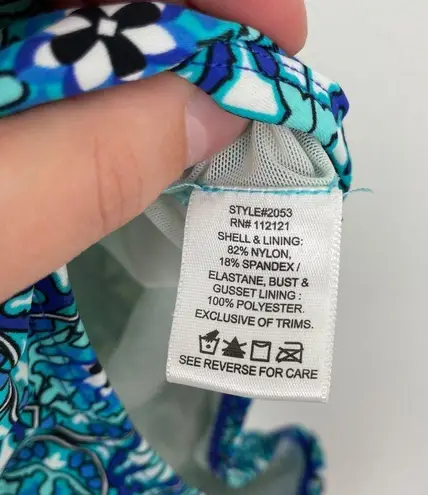 STYLE#2053
RN# 112121
SHELL & LINING:
82% NYLON,
18% SPANDEX /
ELASTANE, BUST &
GUSSET LINING :
100% POLYESTER.
EXCLUSIVE OF TRIMS.
SEE REVERSE FOR CARE